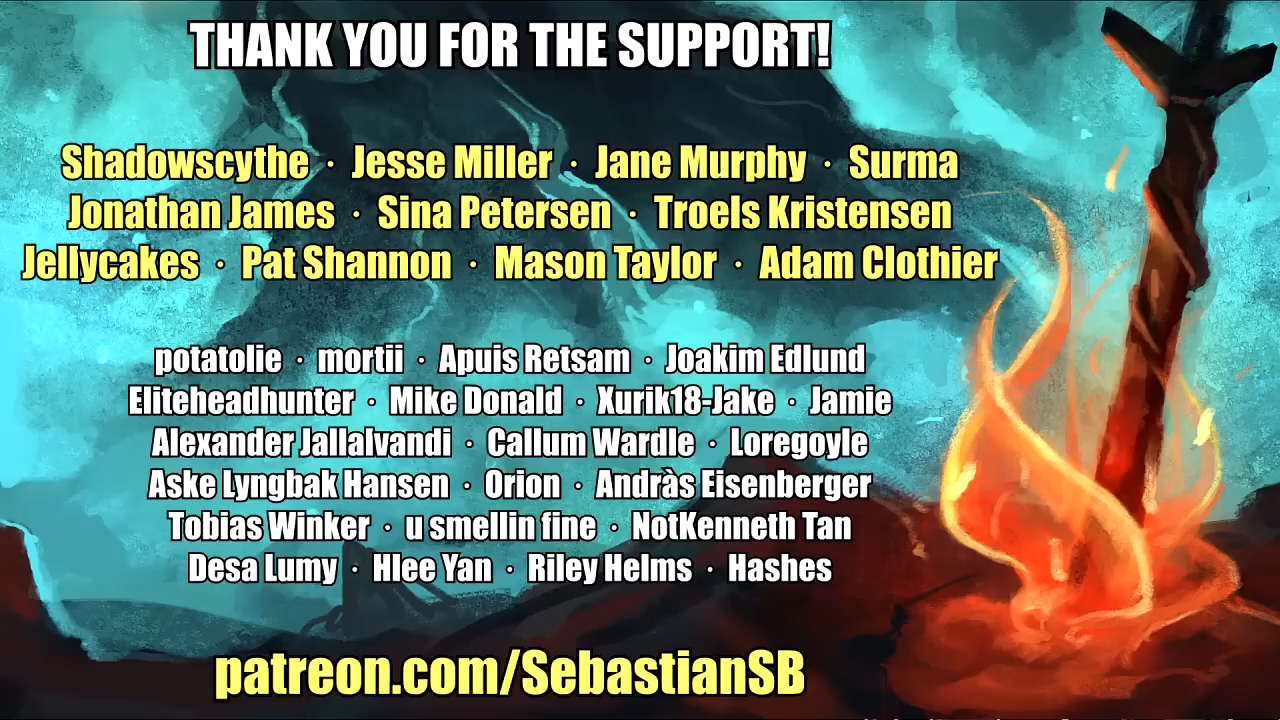 THANK YOU FOR THE SUPPORT!
Shadowscythe · Jesse Miller · Jane Murphy · Surma
Jonathan James · Sina Petersen · Troels Kristensen
Jellycakes · Pat Shannon · Mason Taylor · Adam Clothier
potatolie · mortii · Apuis Retsam · Joakim Edlund
Eliteheadhunter · Mike Donald · Xurik18-Jake · Jamie
Alexander Jallalvandi · Callum Wardle · Loregoyle
Aske Lyngbak Hansen · Orion · Andràs Eisenberger
Tobias Winker · u smellin fine · NotKenneth Tan
Desa Lumy · Hlee Yan · Riley Helms · Hashes
patreon.com/SebastianSB